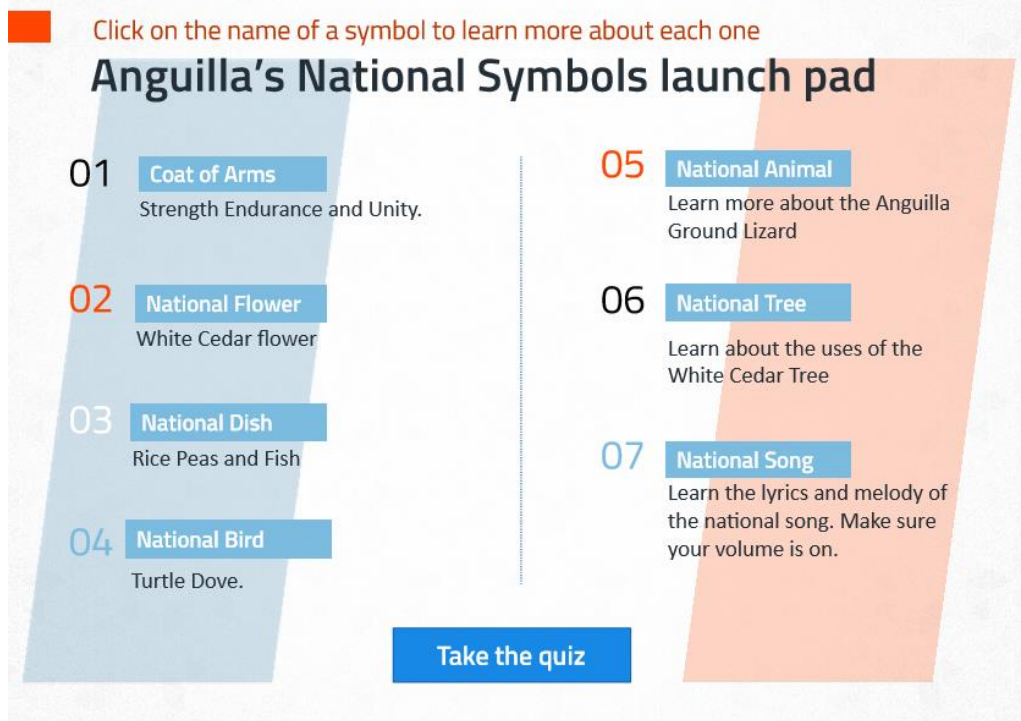 Click on the name of a symbol to learn more about each one
Anguilla's National Symbols launch pad
01
Coat of Arms
Strength Endurance and Unity.
02
National Flower
White Cedar flower
03
National Dish
Rice Peas and Fish
04
National Bird
Turtle Dove.
05
National Animal
Learn more about the Anguilla
Ground Lizard
06
National Tree
Learn about the uses of the
White Cedar Tree
07
National Song
Learn the lyrics and melody of
the national song. Make sure
your volume is on.
Take the quiz